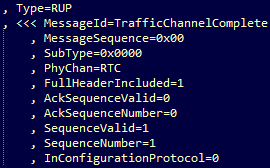 , Type=RUP
, <<< MessageId=TrafficChannelComplete
, MessageSequence=0x00
, SubType=0x0000
, PhyChan=RTC
, FullHeaderIncluded=1
, AckSequenceValid=0
, AckSequenceNumber=0
, SequenceValid=1
, SequenceNumber=1
, InConfigurationProtocol=0